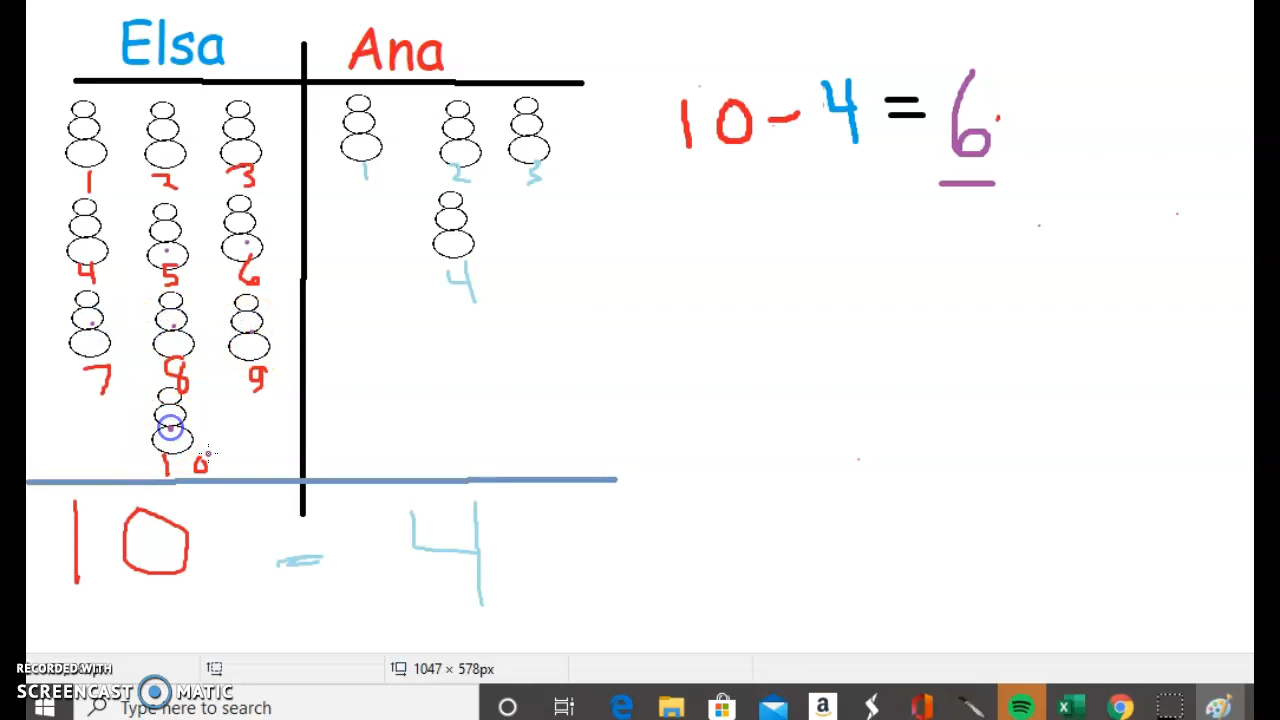 Elsa Ana
10 - 4 = 6
1 2 3 1 2 3
4 5 6 4
7 8 9
10
10 - 4
1047 × 578px
RECORDED WITH
SCREENCAST MATIC
Type here to search